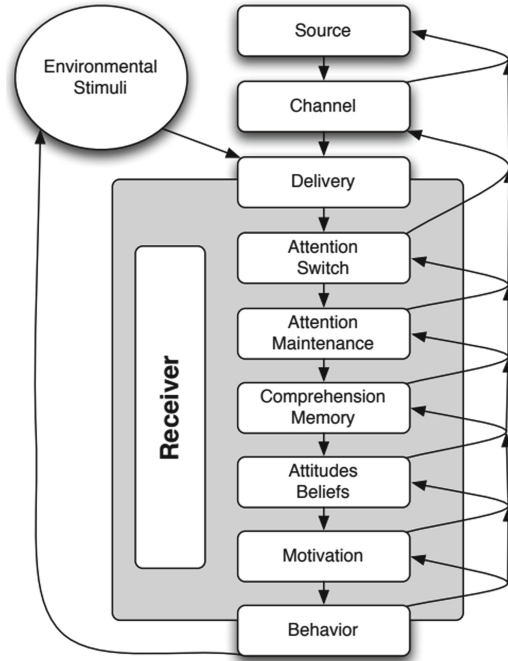 Environmental
Stimuli
Source
Channel
Delivery
Receiver
Attention
Switch
Attention
Maintenance
Comprehension
Memory
Attitudes
Beliefs
Motivation
Behavior